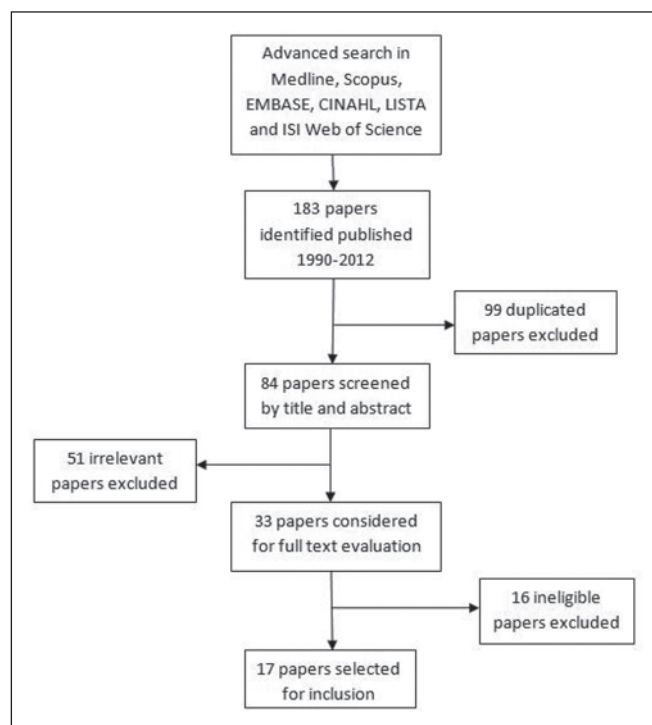 Advanced search in
Medline, Scopus,
EMBASE, CINAHL, LISTA
and ISI Web of Science
183 papers
identified published
1990-2012
99 duplicated
papers excluded
84 papers screened
by title and abstract
51 irrelevant
papers excluded
33 papers considered
for full text evaluation
16 ineligible
papers excluded
17 papers selected
for inclusion